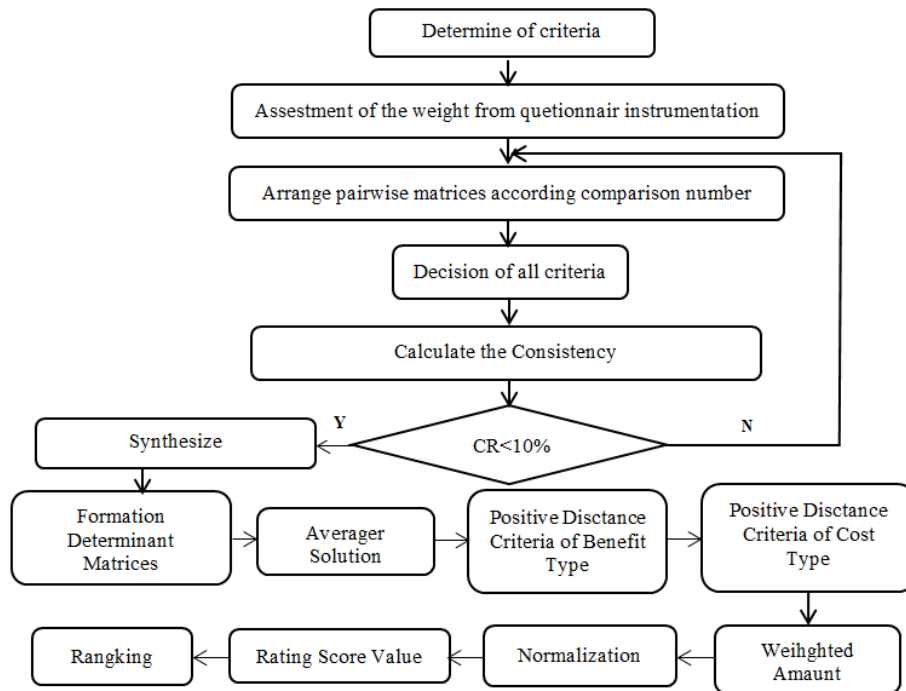 Determine of criteria
Assestment of the weight from quetionnair instrumentation
Arrange pairwise matrices according comparison number
Decision of all criteria
Calculate the Consistency
Y
N
CR<10%
Synthesize
Formation
Determinant
Matrices
Averager
Solution
Positive Disctance
Criteria of Benefit
Type
Positive Disctance
Criteria of Cost
Type
Rangking
Rating Score Value
Normalization
Weihghted
Amaunt